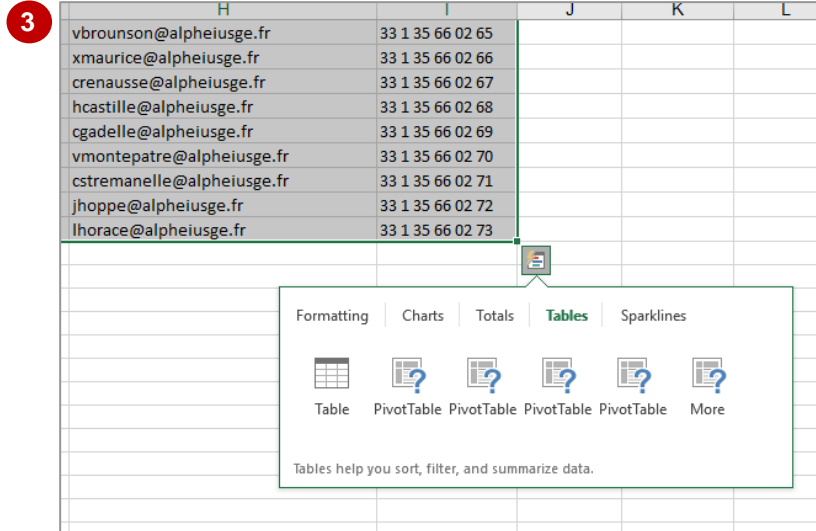 3
H I J K L
vbrounson@alpheiusge.fr 33 1 35 66 02 65
xmaurice@alpheiusge.fr 33 1 35 66 02 66
crenausse@alpheiusge.fr 33 1 35 66 02 67
hcastille@alpheiusge.fr 33 1 35 66 02 68
cgadelle@alpheiusge.fr 33 1 35 66 02 69
vmontepatre@alpheiusge.fr 33 1 35 66 02 70
cstremanelle@alpheiusge.fr 33 1 35 66 02 71
jhoppe@alpheiusge.fr 33 1 35 66 02 72
lhorace@alpheiusge.fr 33 1 35 66 02 73
Formatting Charts Totals Tables Sparklines
Table PivotTable PivotTable PivotTable PivotTable More
Tables help you sort, filter, and summarize data.